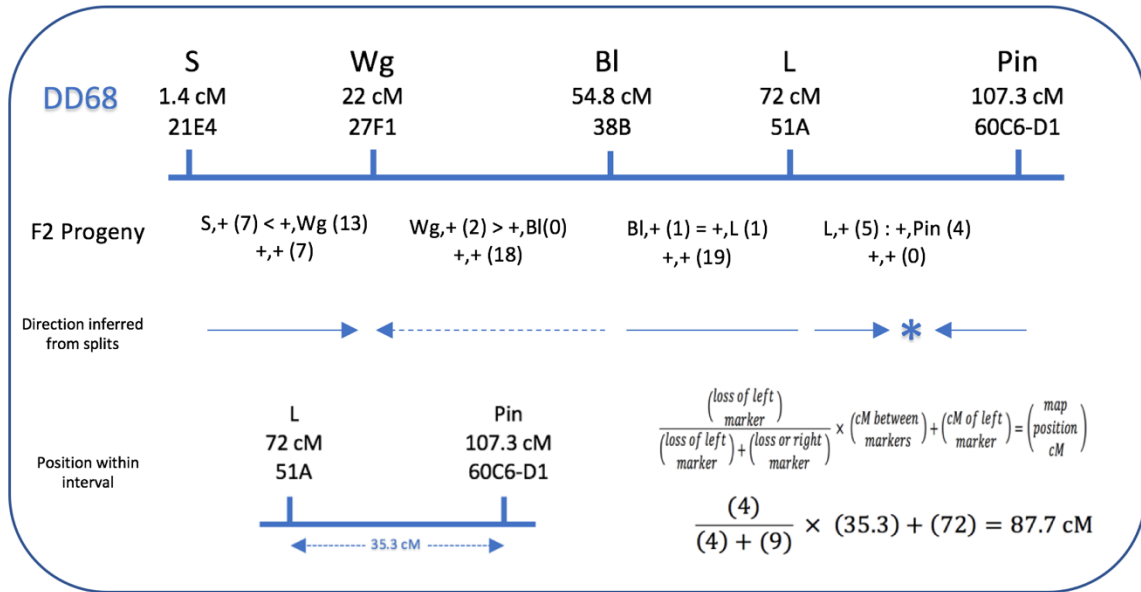 S Wg Bl L Pin
DD68 1.4 cM 22 cM 54.8 cM 72 cM 107.3 cM
21E4 27F1 38B 51A 60C6-D1
F2 Progeny
S,+ (7) < +,Wg (13) Wg,+ (2) > +,Bl(0) Bl,+ (1) = +,L (1) L,+ (5) : +,Pin (4)
+,+ (7) +,+ (18) +,+ (19) +,+ (0)
Direction inferred
from splits
*
Position within
interval
L Pin
72 cM 107.3 cM
51A 60C6-D1
35.3 cM
(loss of left marker) / ((loss of left marker) + (loss or right marker)) × (cM between markers) + (cM of left marker) = (map position cM)
(4) / ((4) + (9)) × (35.3) + (72) = 87.7 cM